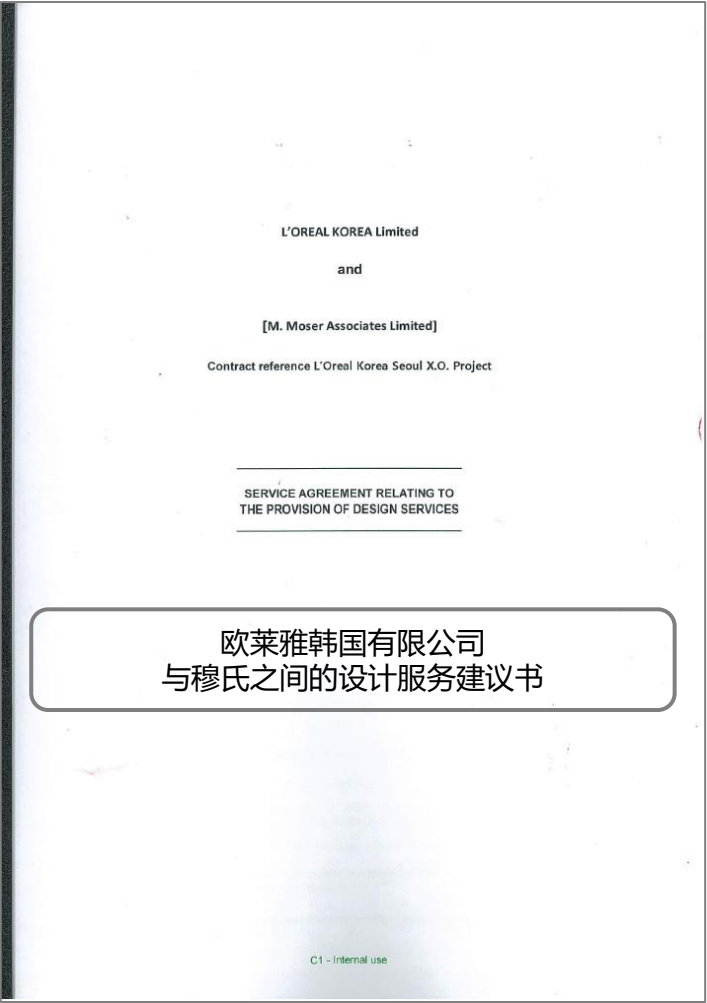 L'OREAL KOREA Limited
and
[M. Moser Associates Limited]
Contract reference L'Oreal Korea Seoul X.O. Project
SERVICE AGREEMENT RELATING TO
THE PROVISION OF DESIGN SERVICES
欧莱雅韩国有限公司
与穆氏之间的设计服务建议书
C1 - Internal use